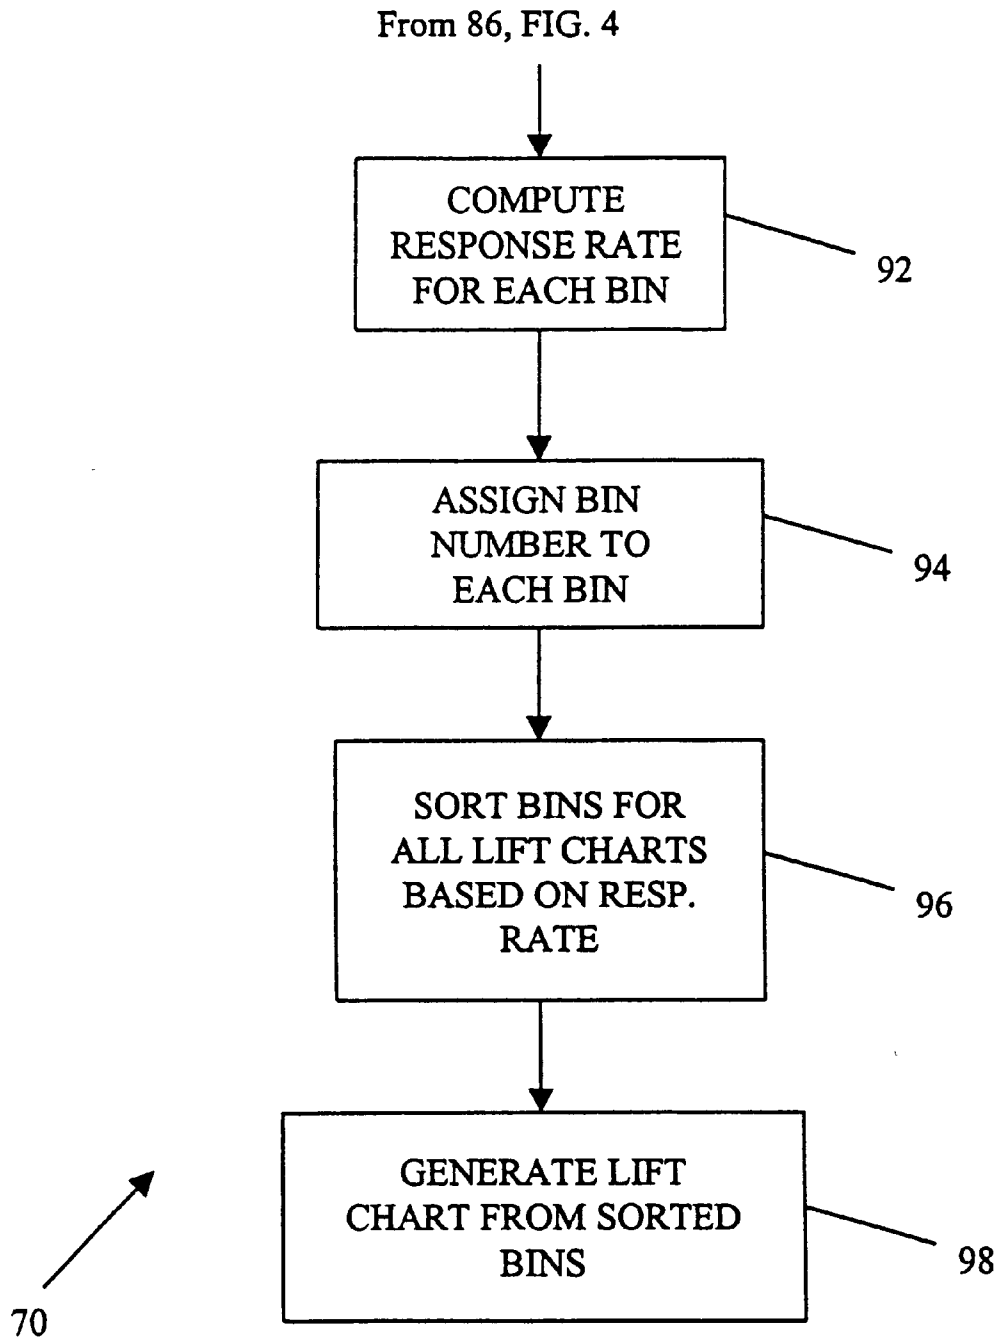 From 86, FIG. 4
COMPUTE
RESPONSE RATE
FOR EACH BIN
92
ASSIGN BIN
NUMBER TO
EACH BIN
94
SORT BINS FOR
ALL LIFT CHARTS
BASED ON RESP.
RATE
96
GENERATE LIFT
CHART FROM SORTED
BINS
98
70